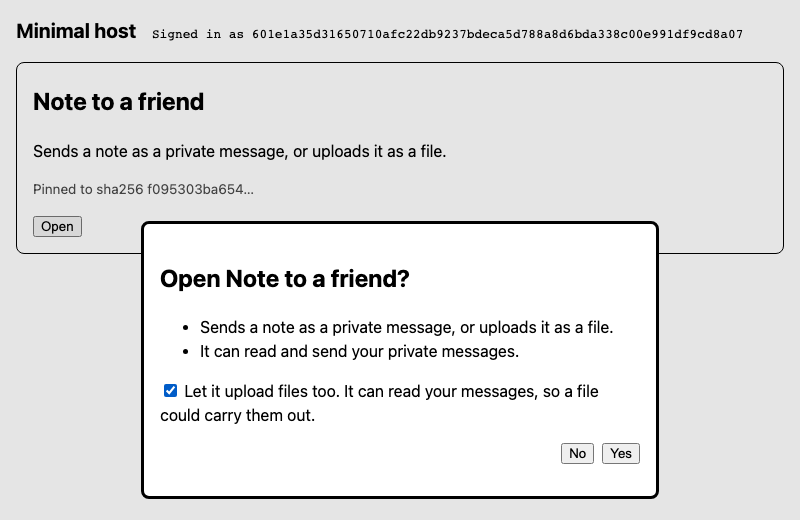 Minimal host Signed in as 601e1a35d31650710afc22db9237bdeca5d788a8d6bda338c00e991df9cd8a07
Note to a friend
Sends a note as a private message, or uploads it as a file.
Pinned to sha256 f095303ba654…
Open
Open Note to a friend?
• Sends a note as a private message, or uploads it as a file.
• It can read and send your private messages.
Let it upload files too. It can read your messages, so a file
could carry them out.
No Yes